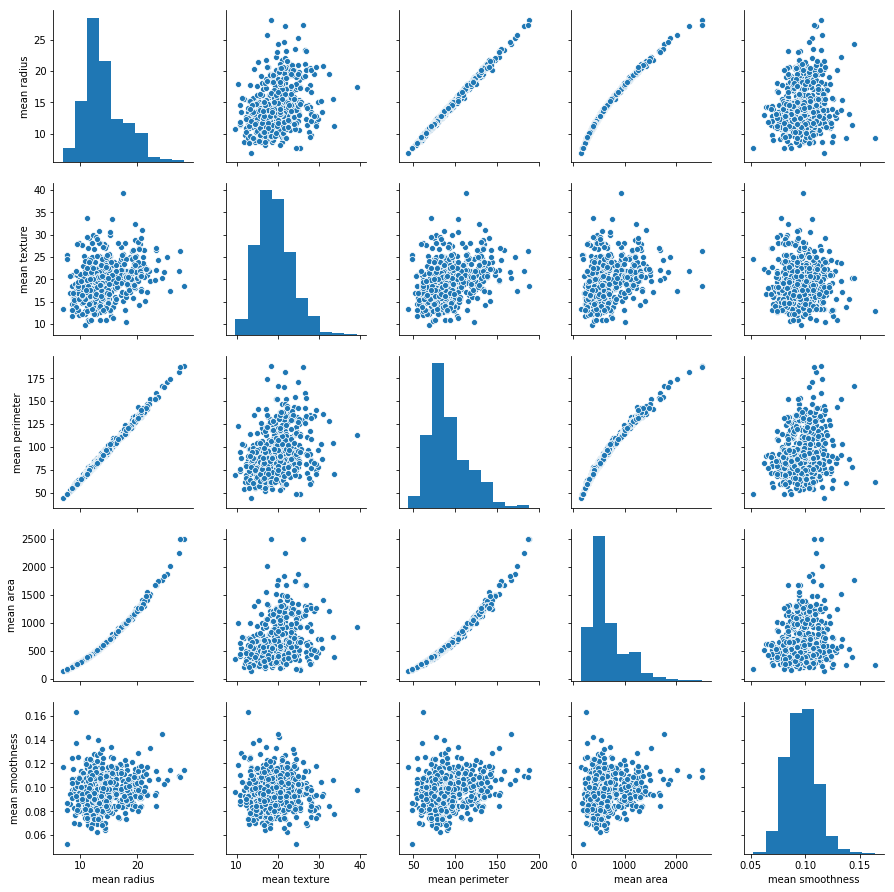 25
20
15
10
mean radius
40
35
30
25
20
15
10
mean texture
175
150
125
100
75
50
mean perimeter
2500
2000
1500
1000
500
0
mean area
0.16
0.14
0.12
0.10
0.08
0.06
mean smoothness
10 20
mean radius
10 20 30 40
mean texture
50 100 150 200
mean perimeter
0 1000 2000
mean area
0.05 0.10 0.15
mean smoothness